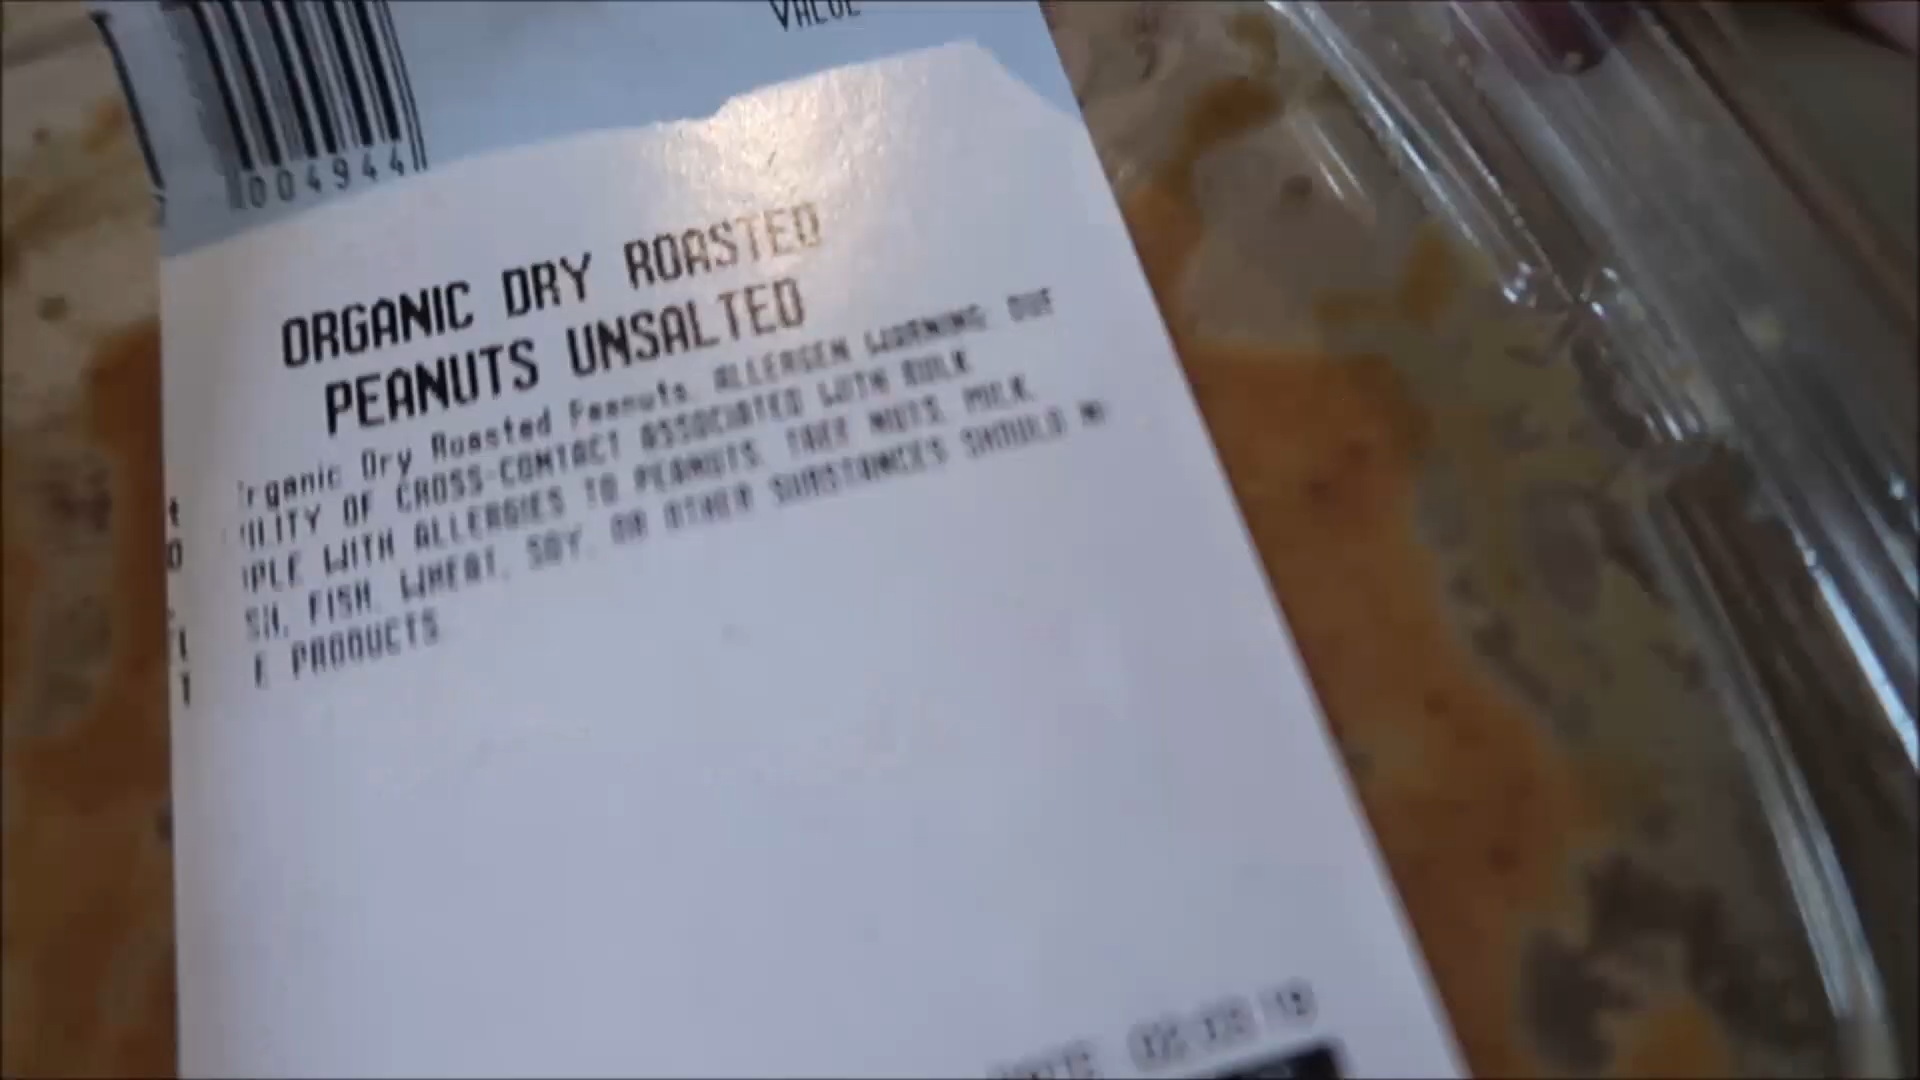 VALUE
004944
ORGANIC DRY ROASTED
PEANUTS UNSALTED
rganic Dry Roasted Peanuts. ALLERGEN WARNING: DUE
ILITY OF CROSS-CONTACT ASSOCIATED WITH BULK
PLE WITH ALLERGIES TO PEANUTS, TREE NUTS, MILK,
SH, FISH, WHEAT, SOY, OR OTHER SUBSTANCES SHOULD N
E PRODUCTS